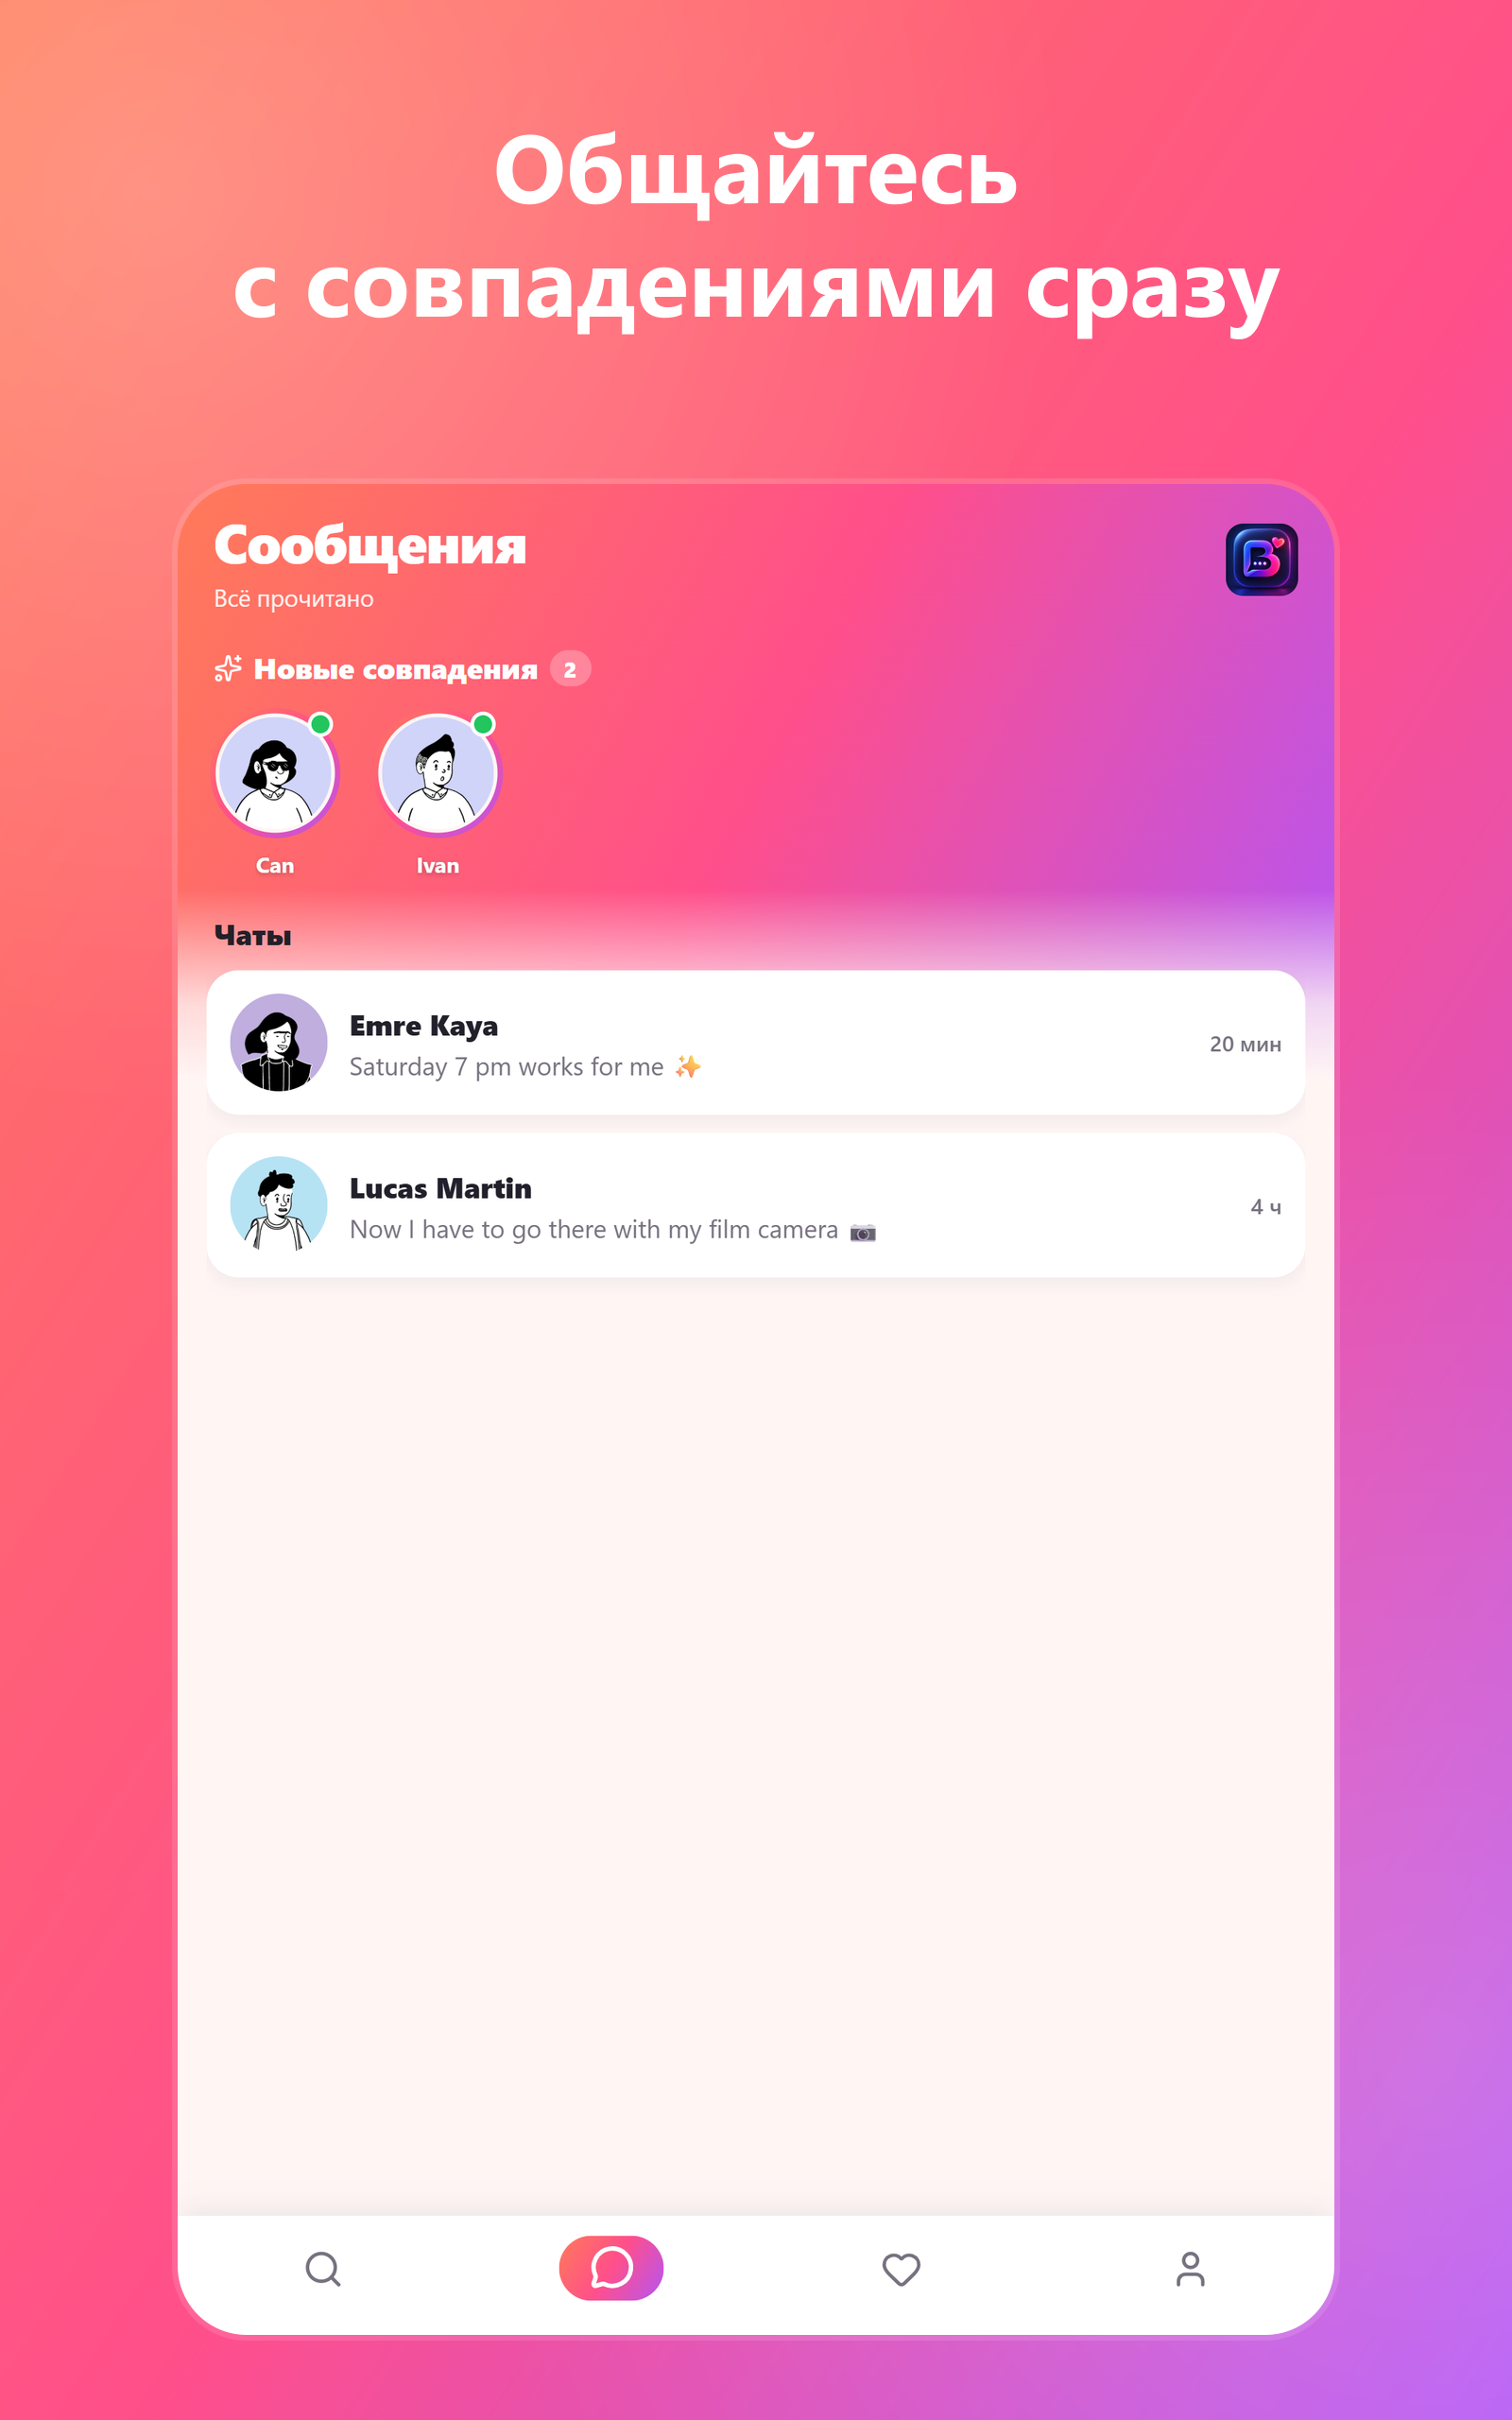 Общайтесь
с совпадениями сразу
Сообщения
Всё прочитано
Новые совпадения 2
Can
Ivan
Чаты
Emre Kaya
Saturday 7 pm works for me ✨
20 мин
Lucas Martin
Now I have to go there with my film camera 📷
4 ч